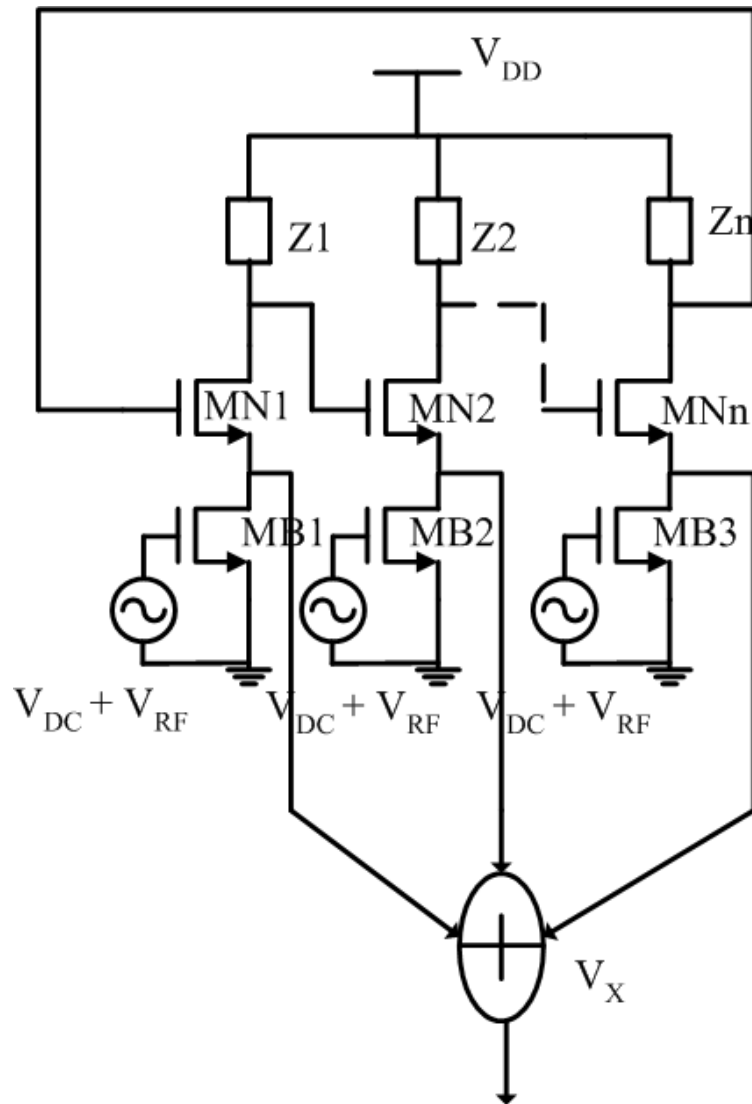 V_DD
Z1 Z2 Zn
MN1 MN2 MNn
MB1 MB2 MB3
V_DC + V_RF V_DC + V_RF V_DC + V_RF
V_X